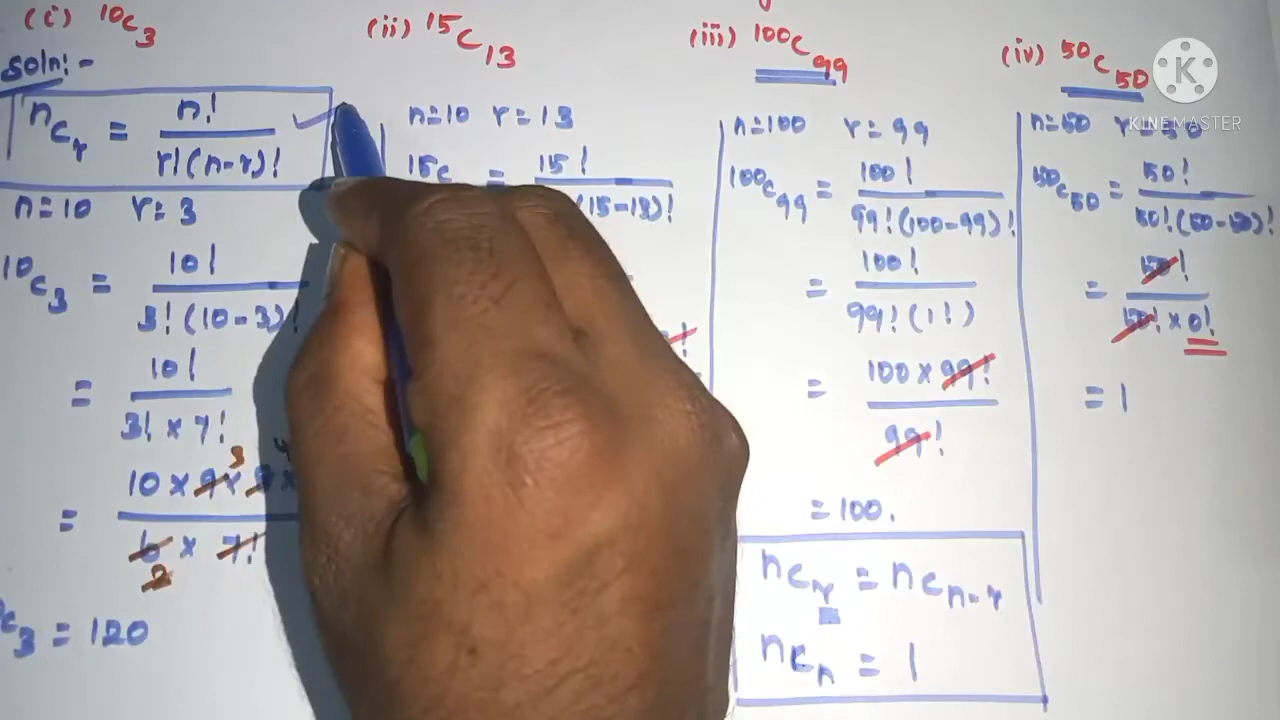 (i) ¹⁰C₃
Soln:-
nCᵣ = n! / r!(n-r)!
n=10 r=3
¹⁰C₃ = 10! / 3!(10-3)!
= 10! / 3! × 7!
= 10 × 9 × 8 × / 6 × 7!
3
2
C₃ = 120
(ii) ¹⁵C₁₃
n=10 r=13
15C = 15! / (15-13)!
(iii) ¹⁰⁰C₉₉
n=100 r=99
¹⁰⁰C₉₉ = 100! / 99!(100-99)!
= 100! / 99!(1!)
= 100 × 99! / 99!
= 100.
nCᵣ = nCₙ₋ᵣ
nCₙ = 1
(iv) ⁵⁰C₅₀
n=50 r=50
⁵⁰C₅₀ = 50! / 50!(50-50)!
= 50! / 50! × 0!
= 1
KINEMASTER